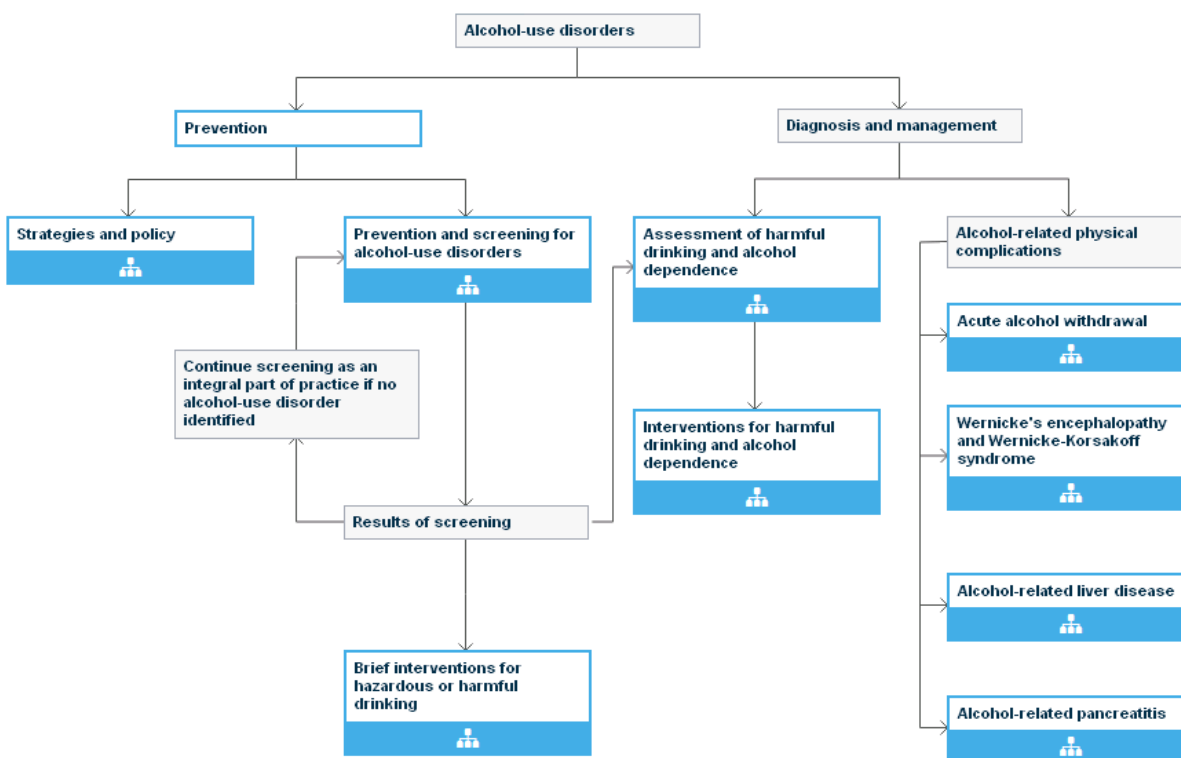 Alcohol-use disorders
Prevention
Diagnosis and management
Strategies and policy
Prevention and screening for
alcohol-use disorders
Assessment of harmful
drinking and alcohol
dependence
Alcohol-related physical
complications
Acute alcohol withdrawal
Continue screening as an
integral part of practice if no
alcohol-use disorder
identified
Interventions for harmful
drinking and alcohol
dependence
Wernicke's encephalopathy
and Wernicke-Korsakoff
syndrome
Results of screening
Alcohol-related liver disease
Brief interventions for
hazardous or harmful
drinking
Alcohol-related pancreatitis